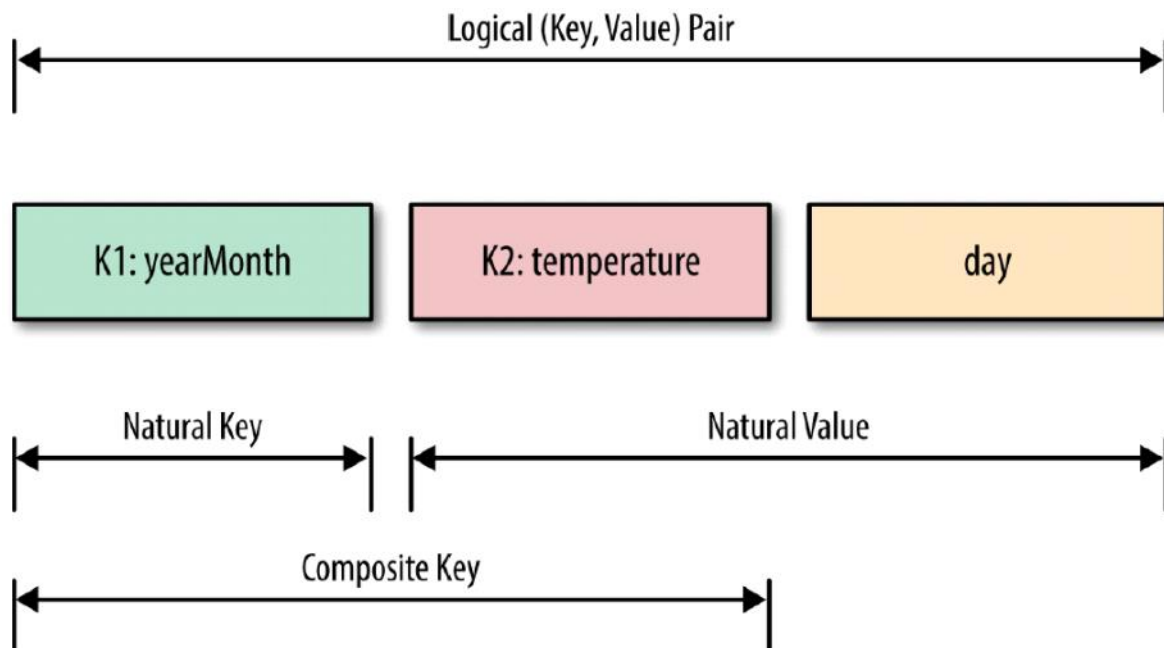 Logical (Key, Value) Pair
K1: yearMonth
K2: temperature
day
Natural Key
Natural Value
Composite Key